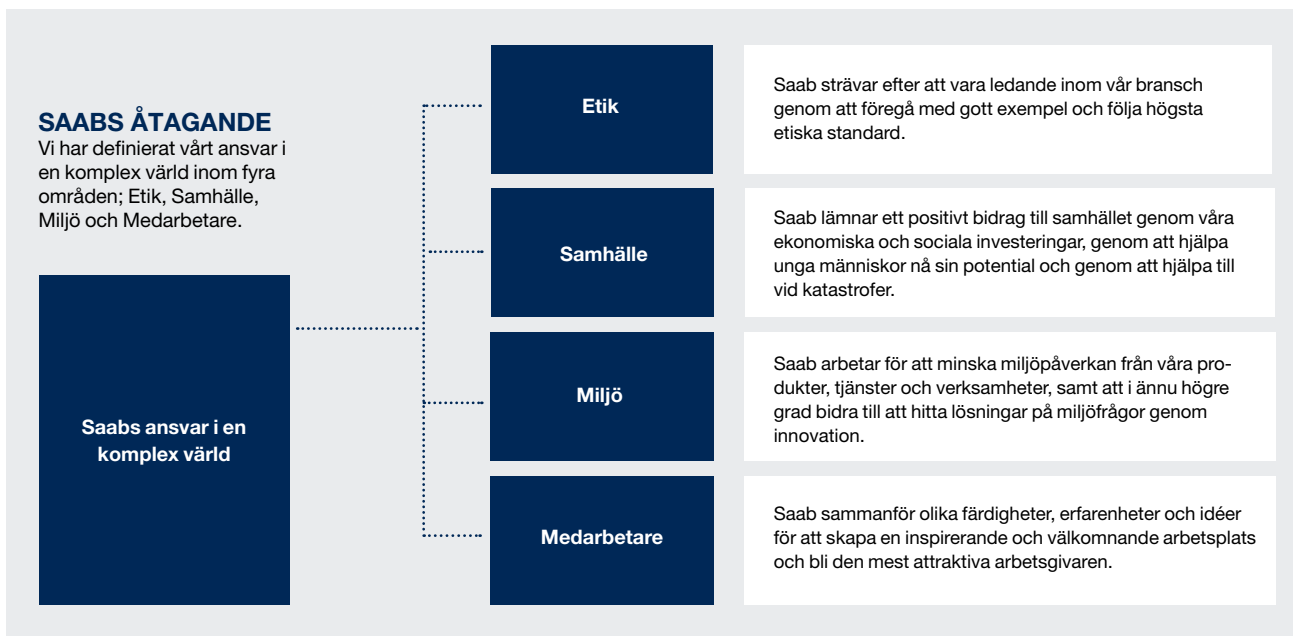 SAABS ÅTAGANDE
Vi har definierat vårt ansvar i
en komplex värld inom fyra
områden; Etik, Samhälle,
Miljö och Medarbetare.
Saabs ansvar i en
komplex värld
Etik
Saab strävar efter att vara ledande inom vår bransch
genom att föregå med gott exempel och följa högsta
etiska standard.
Samhälle
Saab lämnar ett positivt bidrag till samhället genom våra
ekonomiska och sociala investeringar, genom att hjälpa
unga människor nå sin potential och genom att hjälpa till
vid katastrofer.
Miljö
Saab arbetar för att minska miljöpåverkan från våra pro-
dukter, tjänster och verksamheter, samt att i ännu högre
grad bidra till att hitta lösningar på miljöfrågor genom
innovation.
Medarbetare
Saab sammanför olika färdigheter, erfarenheter och idéer
för att skapa en inspirerande och välkomnande arbetsplats
och bli den mest attraktiva arbetsgivaren.